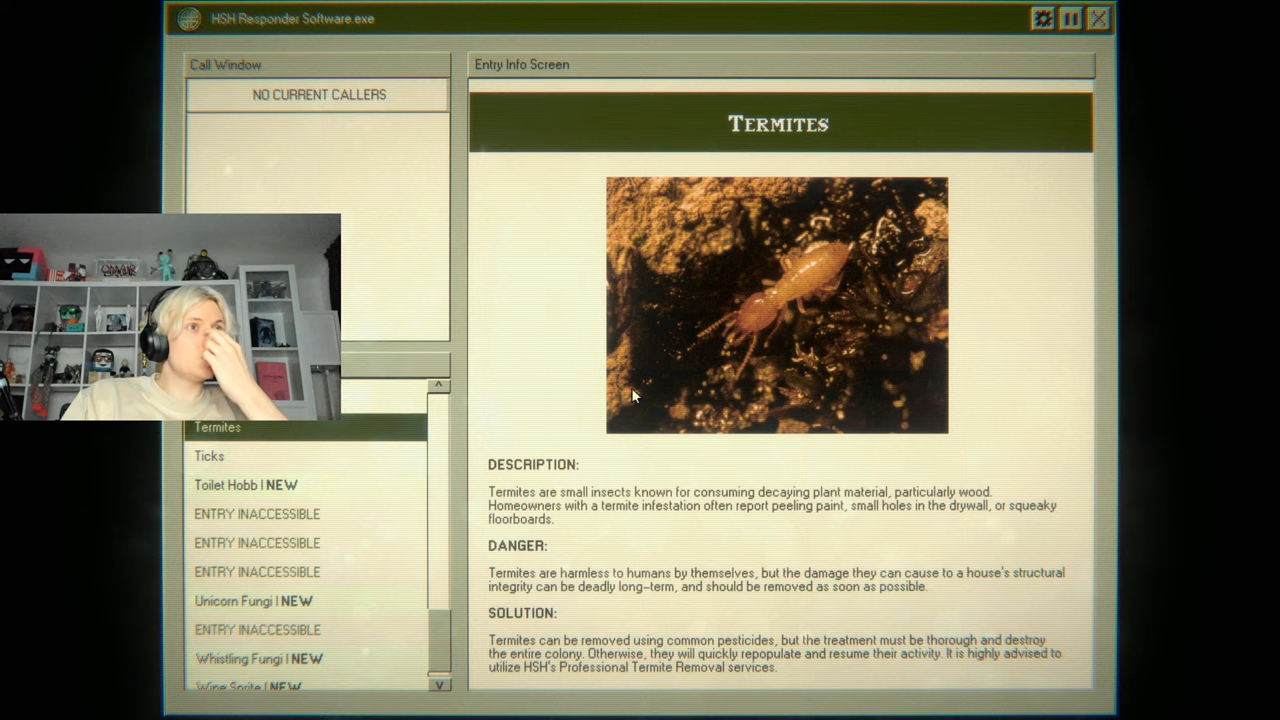 HSH Responder Software.exe
Call Window
NO CURRENT CALLERS
Termites
Ticks
Toilet Hobb | NEW
ENTRY INACCESSIBLE
ENTRY INACCESSIBLE
ENTRY INACCESSIBLE
Unicorn Fungi | NEW
ENTRY INACCESSIBLE
Whistling Fungi | NEW
Wine Sprite | NEW
Entry Info Screen
TERMITES
DESCRIPTION:
Termites are small insects known for consuming decaying plant material, particularly wood.
Homeowners with a termite infestation often report peeling paint, small holes in the drywall, or squeaky
floorboards.
DANGER:
Termites are harmless to humans by themselves, but the damage they can cause to a house's structural
integrity can be deadly long-term, and should be removed as soon as possible.
SOLUTION:
Termites can be removed using common pesticides, but the treatment must be thorough and destroy
the entire colony. Otherwise, they will quickly repopulate and resume their activity. It is highly advised to
utilize HSH's Professional Termite Removal services.